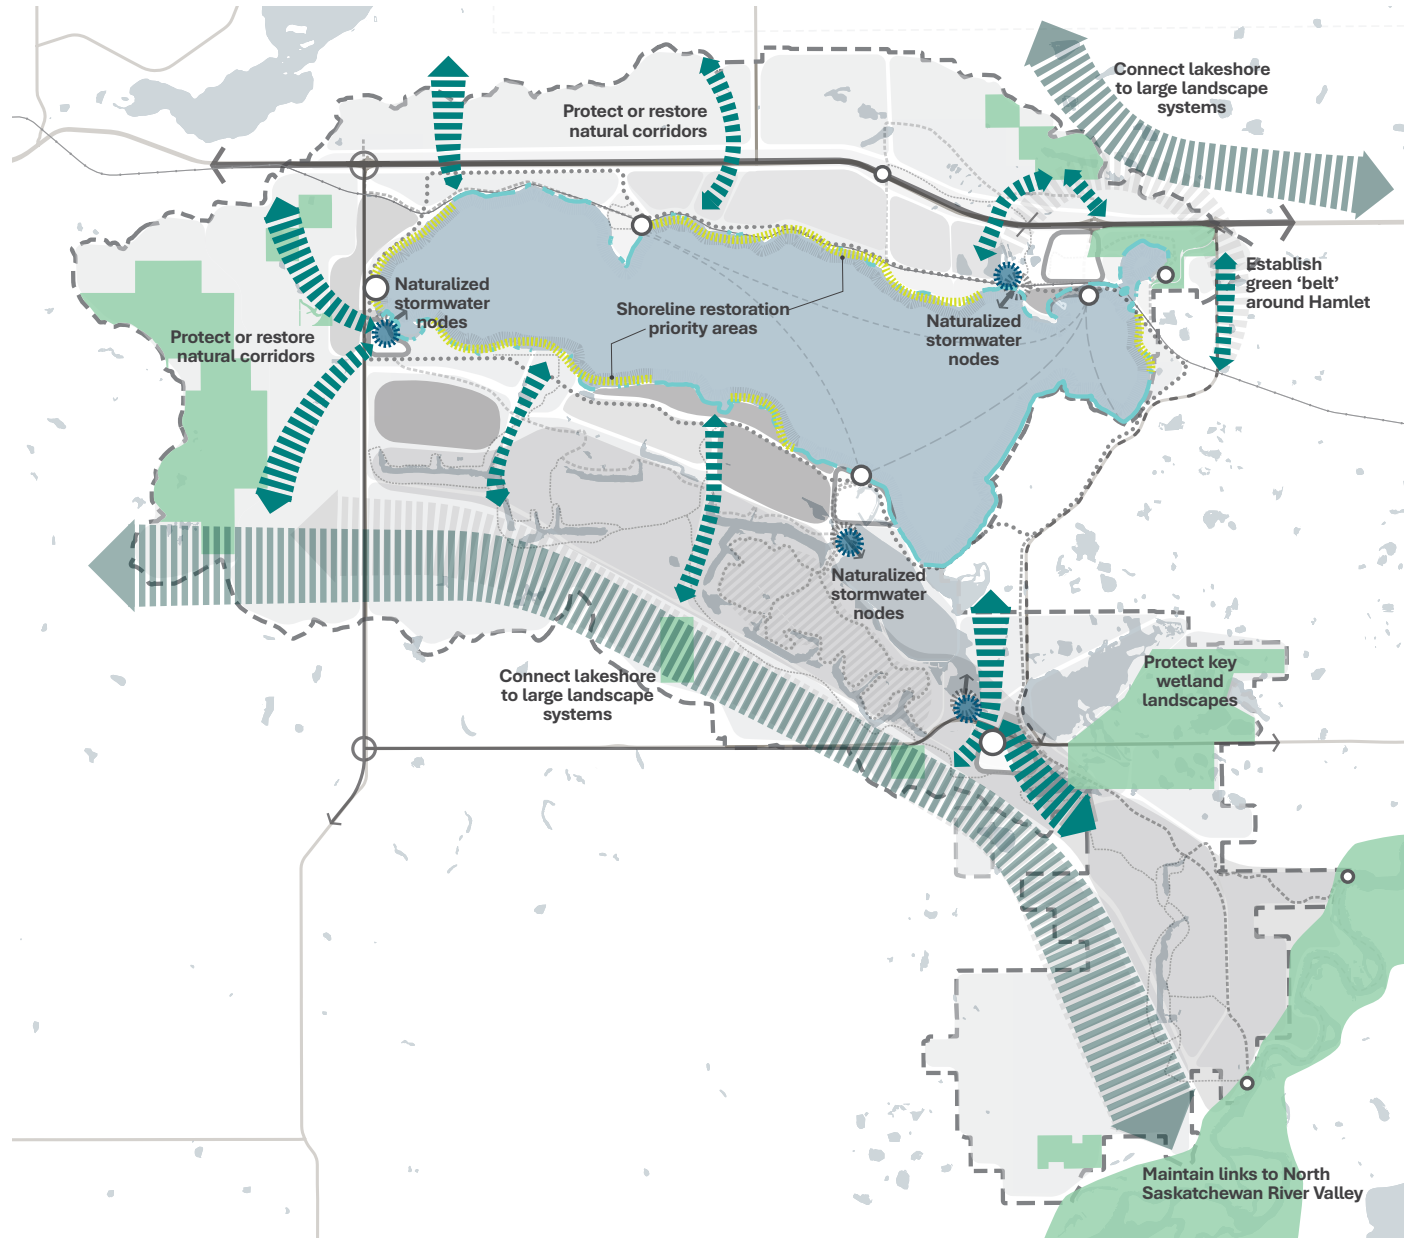 Connect lakeshore
to large landscape
systems
Protect or restore
natural corridors
Establish
green ‘belt’
around Hamlet
Naturalized
stormwater
nodes
Shoreline restoration
priority areas
Naturalized
stormwater
nodes
Protect or restore
natural corridors
Naturalized
stormwater
nodes
Protect key
wetland
landscapes
Connect lakeshore
to large landscape
systems
Maintain links to North
Saskatchewan River Valley